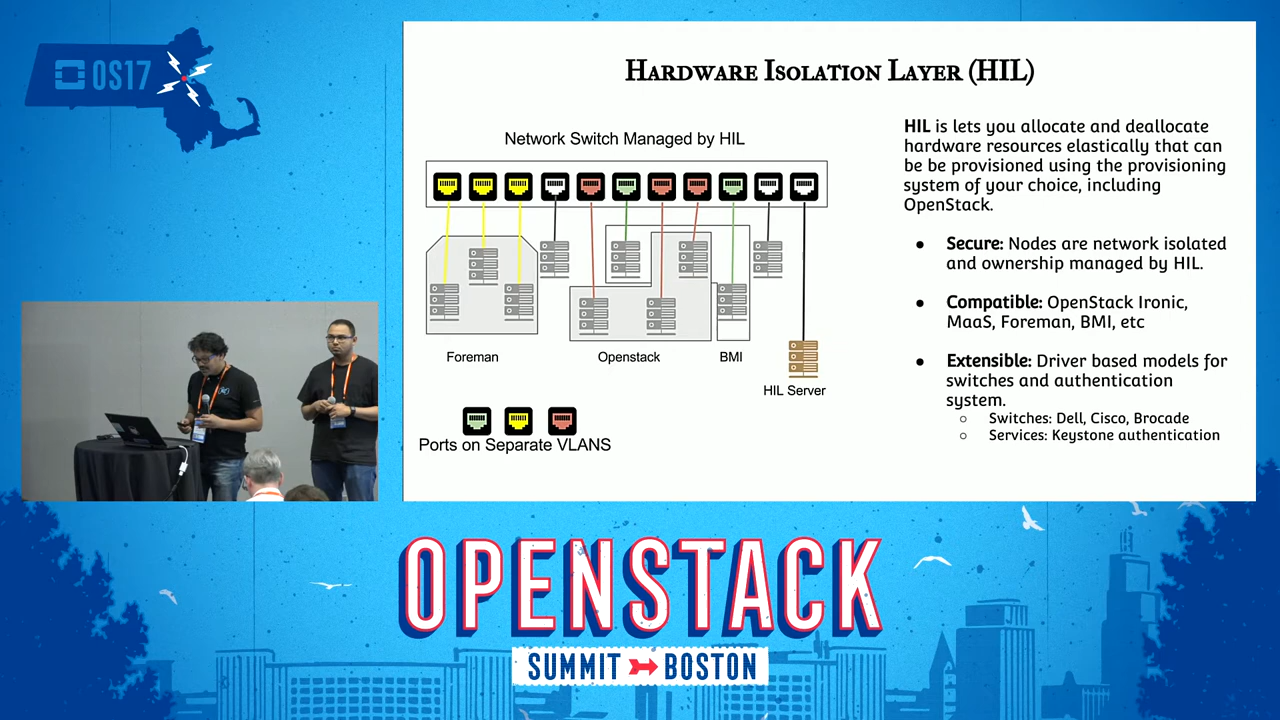 OS17
HARDWARE ISOLATION LAYER (HIL)
Network Switch Managed by HIL
Foreman
Openstack
BMI
HIL Server
Ports on Separate VLANS
HIL is lets you allocate and deallocate
hardware resources elastically that can
be be provisioned using the provisioning
system of your choice, including
OpenStack.
● Secure: Nodes are network isolated
and ownership managed by HIL.
● Compatible: OpenStack Ironic,
MaaS, Foreman, BMI, etc
● Extensible: Driver based models for
switches and authentication
system.
○ Switches: Dell, Cisco, Brocade
○ Services: Keystone authentication
OPENSTACK
SUMMIT BOSTON